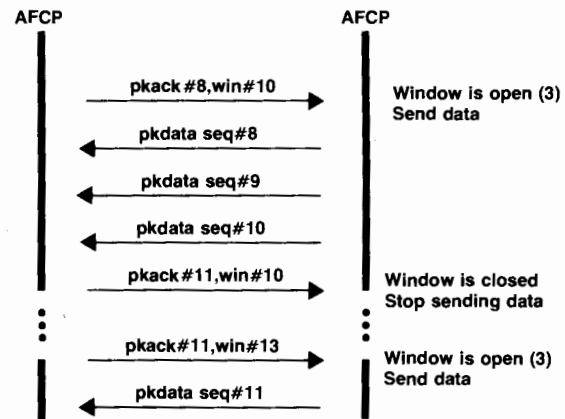 AFCP AFCP
pkack #8,win#10
Window is open (3)
Send data
pkdata seq#8
pkdata seq#9
pkdata seq#10
pkack#11,win#10
Window is closed
Stop sending data
pkack#11,win#13
Window is open (3)
Send data
pkdata seq#11